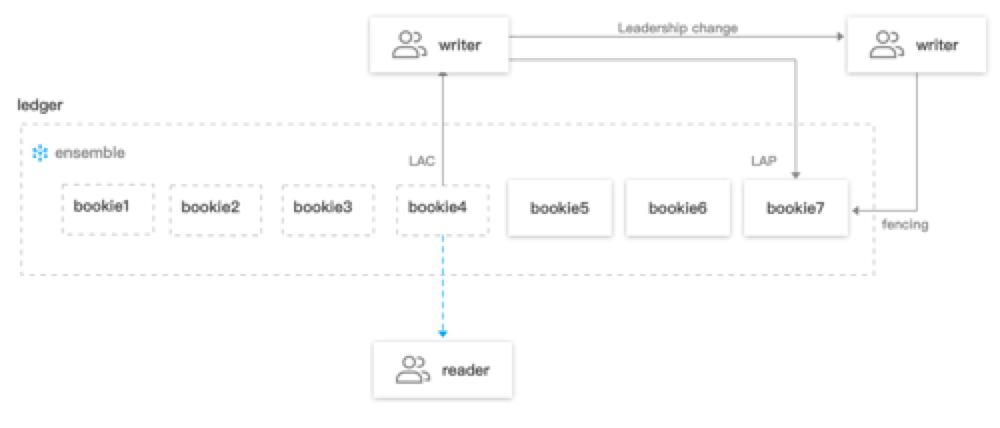 Leadership change
writer
writer
ledger
ensemble
LAC
LAP
bookie1
bookie2
bookie3
bookie4
bookie5
bookie6
bookie7
fencing
reader